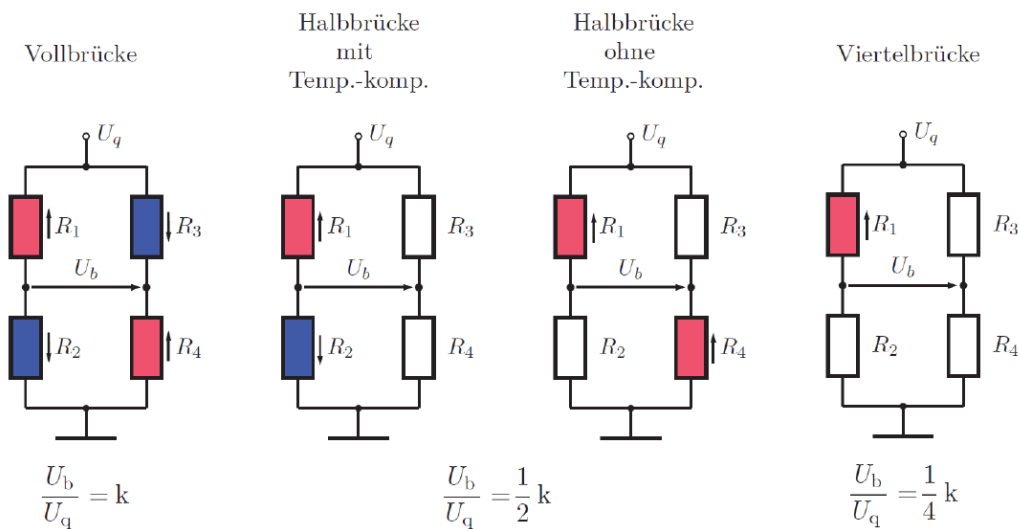 Vollbrücke
Halbbrücke
mit
Temp.-komp.
Halbbrücke
ohne
Temp.-komp.
Viertelbrücke
U_q
R_1
R_3
U_b
R_2
R_4
U_q
R_1
R_3
U_b
R_2
R_4
U_q
R_1
R_3
U_b
R_2
R_4
U_q
R_1
R_3
U_b
R_2
R_4
U_b/U_q = k
U_b/U_q = 1/2 k
U_b/U_q = 1/4 k